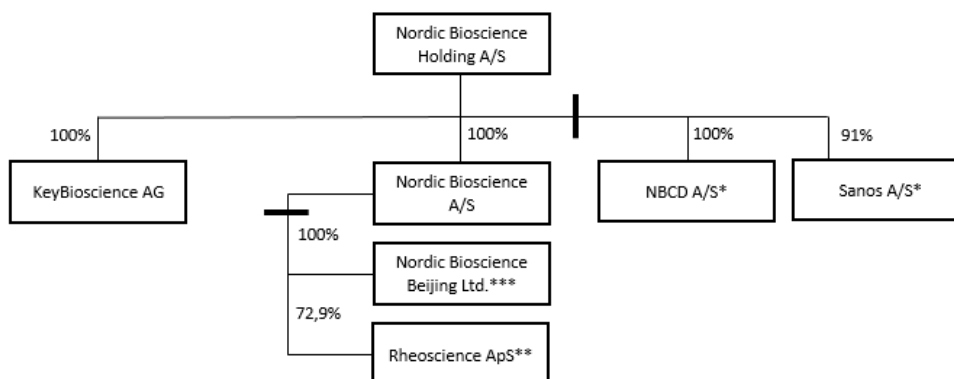 Nordic Bioscience
Holding A/S
100%
100%
100%
91%
KeyBioscience AG
Nordic Bioscience
A/S
NBCD A/S*
Sanos A/S*
100%
Nordic Bioscience
Beijing Ltd.***
72,9%
Rheoscience ApS**